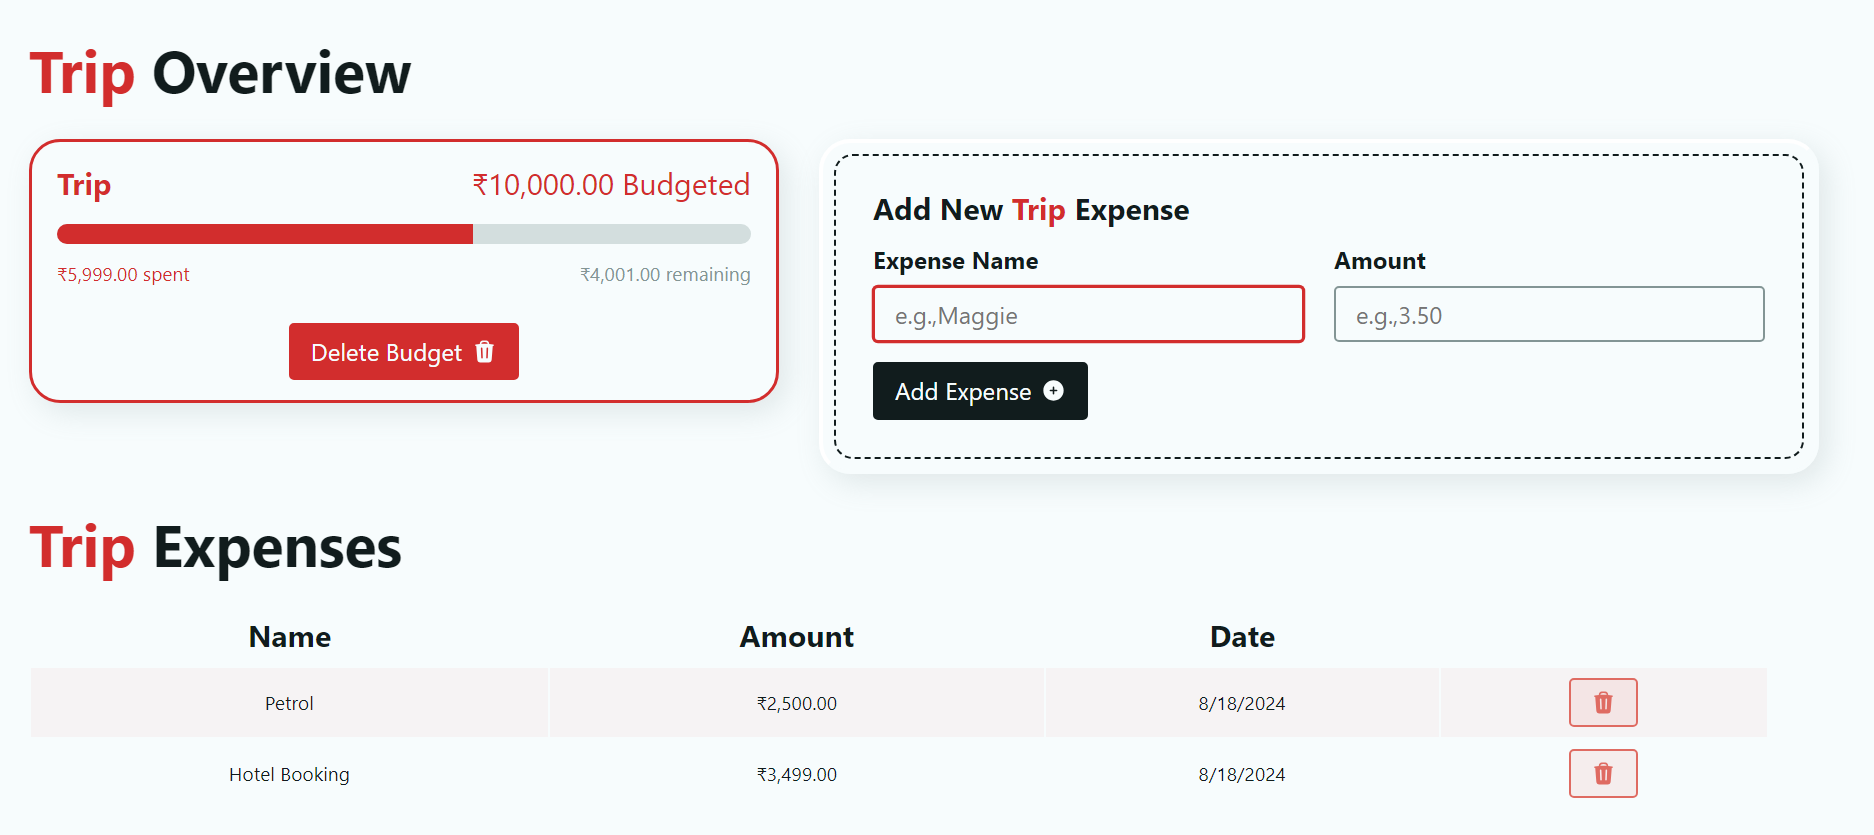 Trip Overview
Trip ₹10,000.00 Budgeted
₹5,999.00 spent ₹4,001.00 remaining
Delete Budget
Add New Trip Expense
Expense Name Amount
e.g.,Maggie e.g.,3.50
Add Expense
Trip Expenses
Name Amount Date
Petrol ₹2,500.00 8/18/2024
Hotel Booking ₹3,499.00 8/18/2024